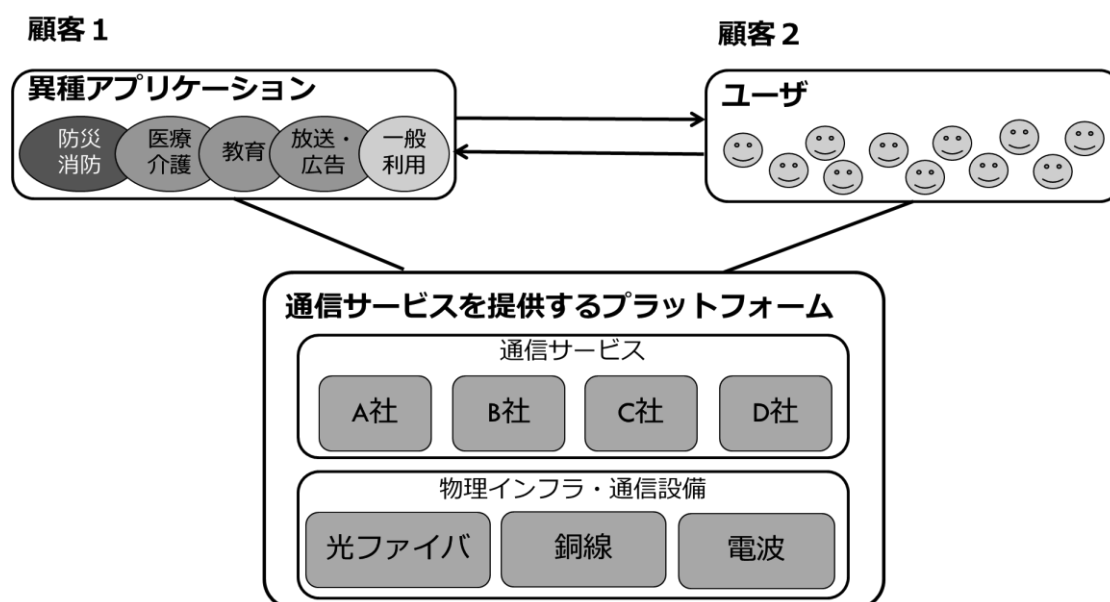 顧客1
顧客2
異種アプリケーション
防災
消防
医療
介護
教育
放送・
広告
一般
利用
ユーザ
通信サービスを提供するプラットフォーム
通信サービス
A社
B社
C社
D社
物理インフラ・通信設備
光ファイバ
銅線
電波